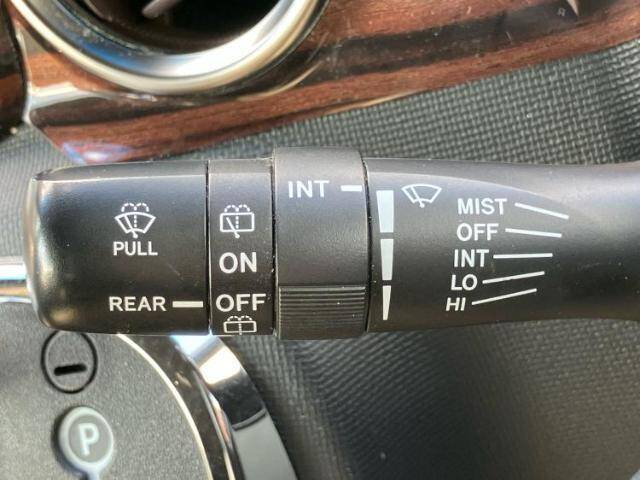 PULL
REAR
ON
OFF
INT
MIST
OFF
INT
LO
HI
P